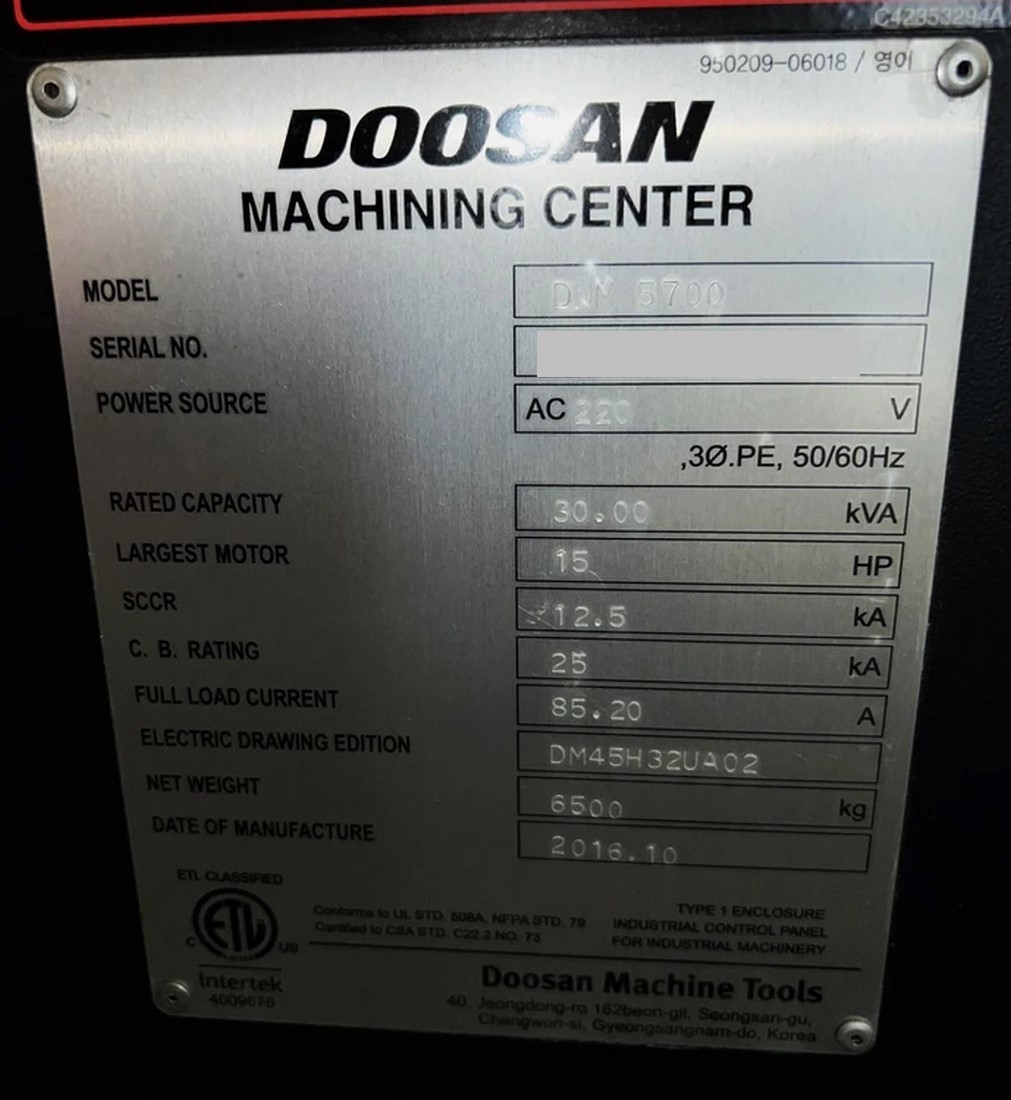 C42353294A
950209-06018 / 영어
DOOSAN
MACHINING CENTER
MODEL DNM 5700
SERIAL NO.
POWER SOURCE AC 220 V
,3Ø.PE, 50/60Hz
RATED CAPACITY 30.00 kVA
LARGEST MOTOR 15 HP
SCCR 12.5 kA
C. B. RATING 25 kA
FULL LOAD CURRENT 85.20 A
ELECTRIC DRAWING EDITION DM45H32UA02
NET WEIGHT 6500 kg
DATE OF MANUFACTURE 2016.10
ETL CLASSIFIED
C ETL US
LISTED
Intertek
4009676
Conforms to UL STD. 508A, NFPA STD. 79
Certified to CSA STD. C22.2 NO. 73
TYPE 1 ENCLOSURE
INDUSTRIAL CONTROL PANEL
FOR INDUSTRIAL MACHINERY
Doosan Machine Tools
40, Jeongdong-ro 162beon-gil, Seongsan-gu,
Changwon-si, Gyeongsangnam-do, Korea